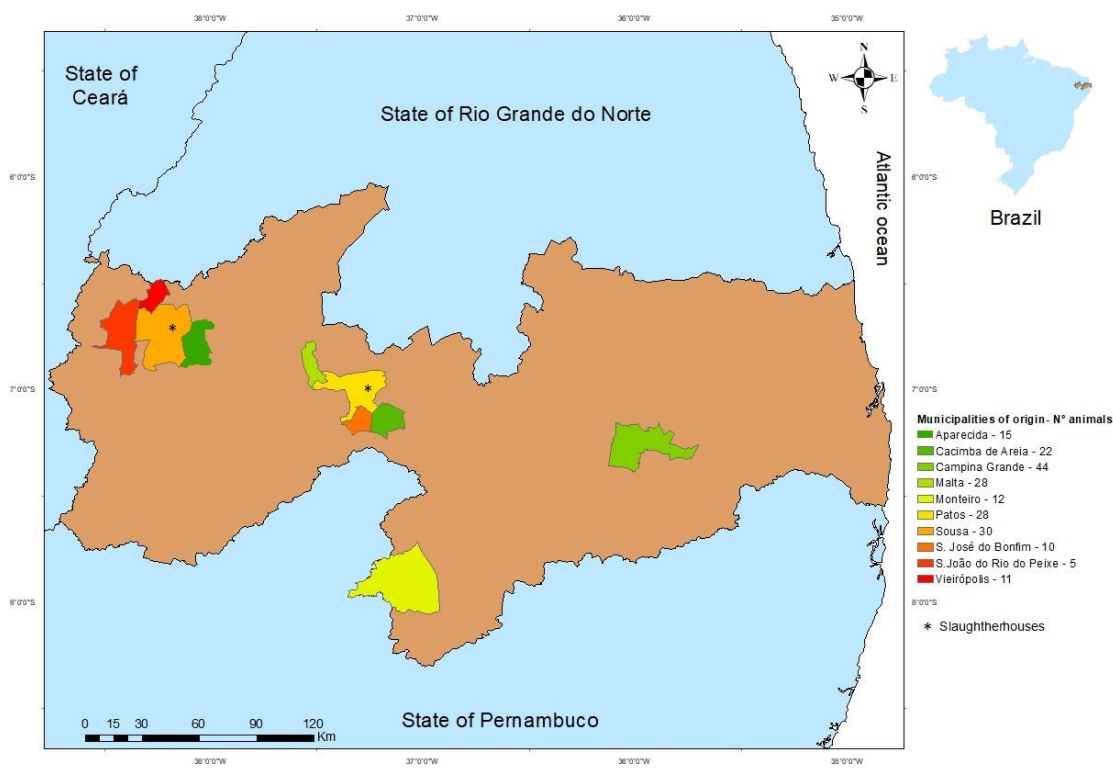 38°0'0"W 37°0'0"W 36°0'0"W 35°0'0"W
State of
Ceará
State of Rio Grande do Norte
N
W E
S
Atlantic ocean
Brazil
6°0'0"S 6°0'0"S
7°0'0"S
8°0'0"S 8°0'0"S
Municipalities of origin- N° animals
Aparecida - 15
Cacimba de Areia - 22
Campina Grande - 44
Malta - 28
Monteiro - 12
Patos - 28
Sousa - 30
S. José do Bonfim - 10
S.João do Rio do Peixe - 5
Vieirópolis - 11
* Slaughtherhouses
* *
State of Pernambuco
0 15 30 60 90 120
Km
38°0'0"W 37°0'0"W 36°0'0"W 35°0'0"W